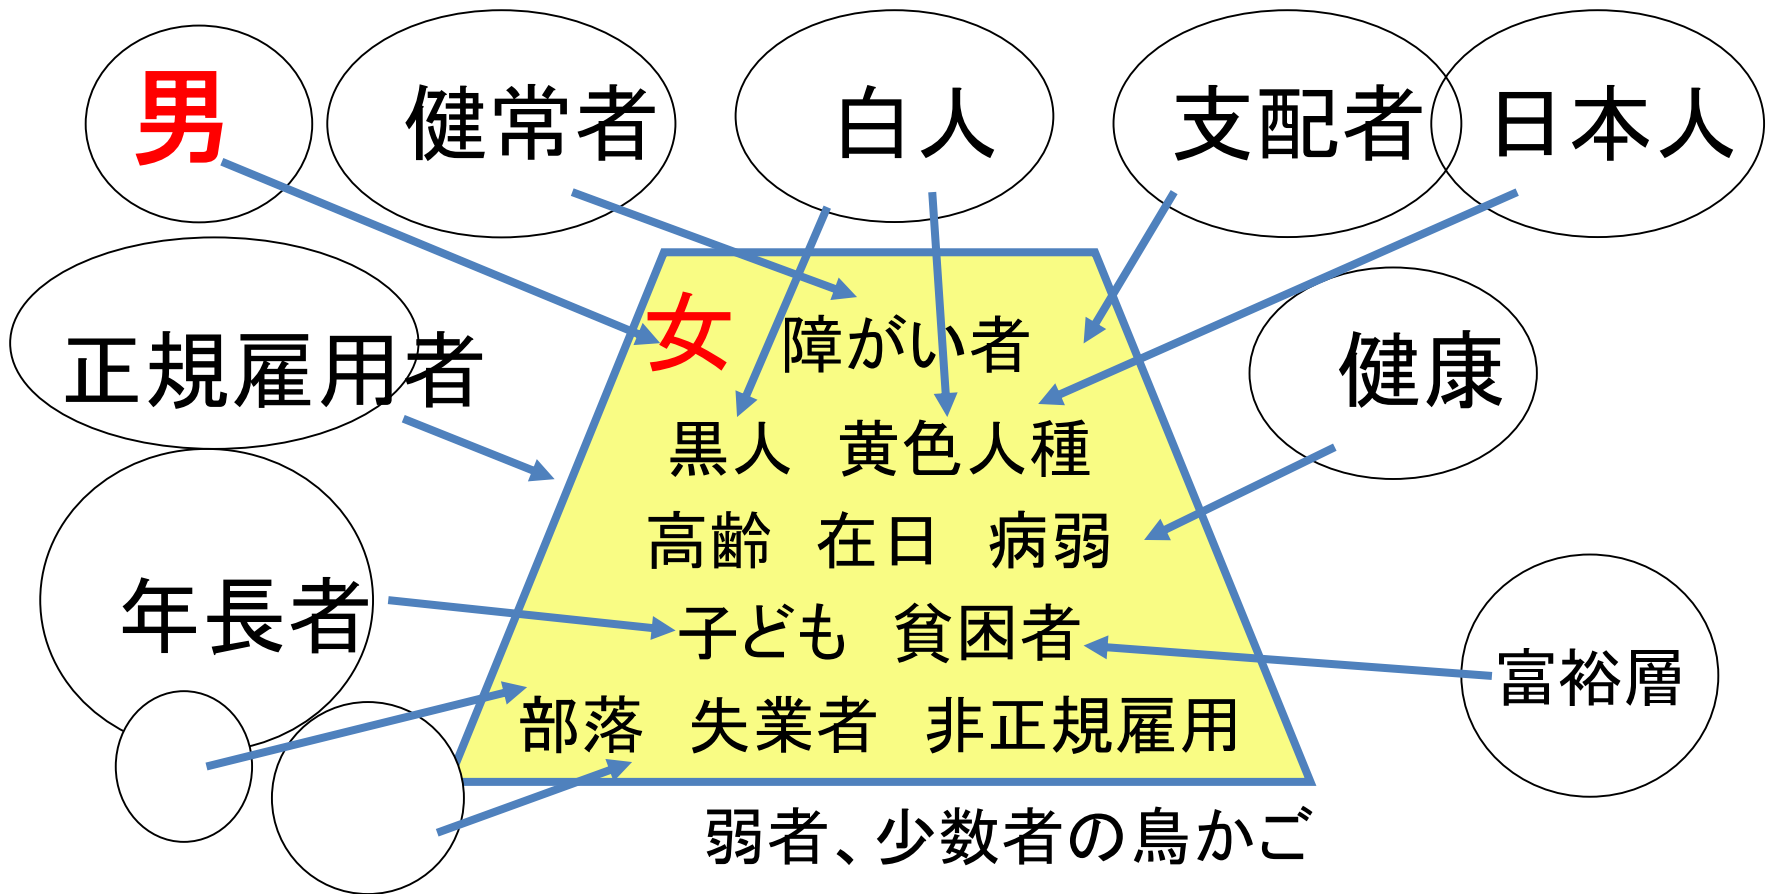 男
健常者
白人
支配者
日本人
正規雇用者
女
障がい者
健康
黒人 黄色人種
高齢 在日 病弱
年長者
子ども 貧困者
富裕層
部落 失業者 非正規雇用
弱者、少数者の鳥かご